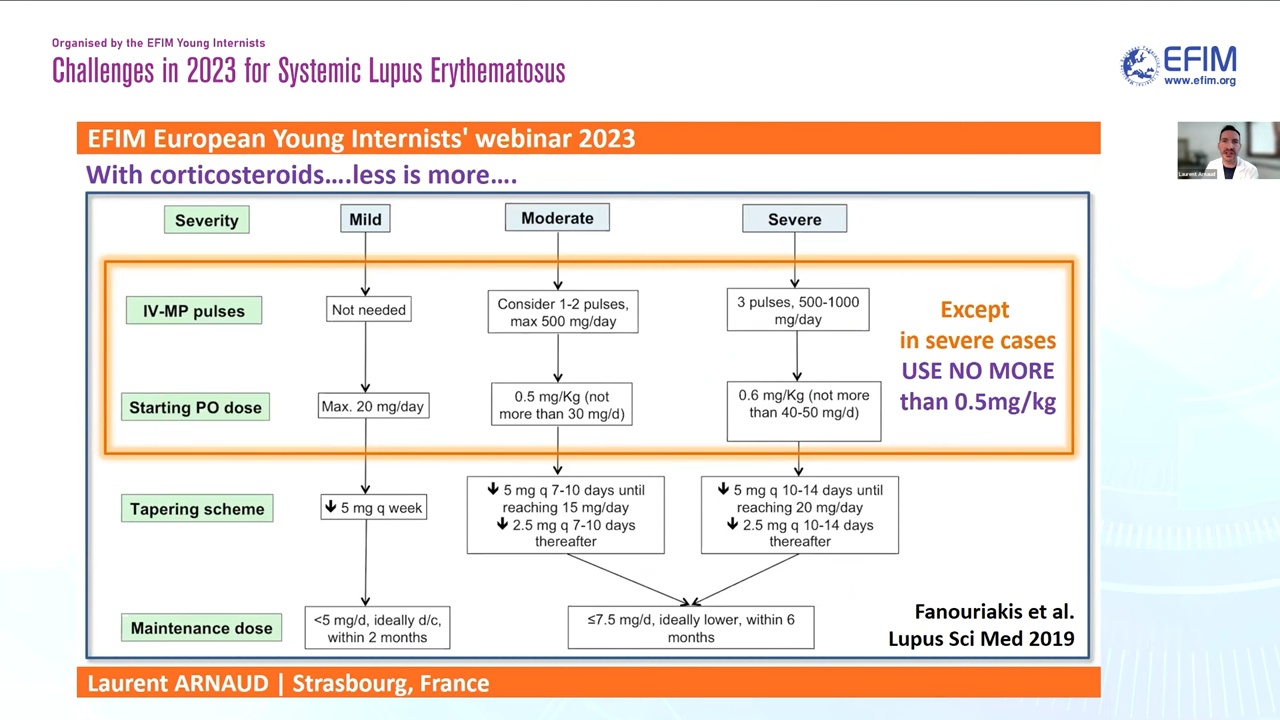 Organised by the EFIM Young Internists
Challenges in 2023 for Systemic Lupus Erythematosus
EFIM
www.efim.org
EFIM European Young Internists' webinar 2023
Laurent Arnaud
With corticosteroids....less is more....
Severity
Mild
Moderate
Severe
IV-MP pulses
Not needed
Consider 1-2 pulses,
max 500 mg/day
3 pulses, 500-1000
mg/day
Except
in severe cases
USE NO MORE
than 0.5mg/kg
Starting PO dose
Max. 20 mg/day
0.5 mg/Kg (not
more than 30 mg/d)
0.6 mg/Kg (not more
than 40-50 mg/d)
Tapering scheme
🡻 5 mg q week
🡻 5 mg q 7-10 days until
reaching 15 mg/day
🡻 2.5 mg q 7-10 days
thereafter
🡻 5 mg q 10-14 days until
reaching 20 mg/day
🡻 2.5 mg q 10-14 days
thereafter
Maintenance dose
<5 mg/d, ideally d/c,
within 2 months
≤7.5 mg/d, ideally lower, within 6
months
Fanouriakis et al.
Lupus Sci Med 2019
Laurent ARNAUD | Strasbourg, France